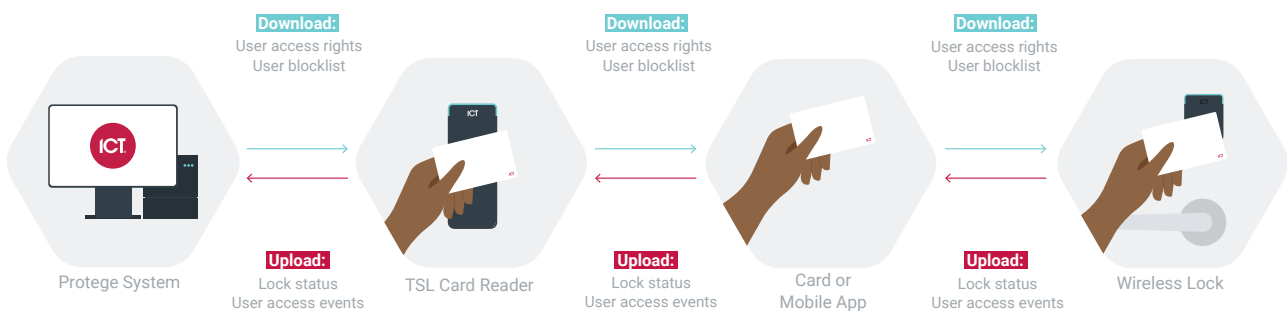 Download:
User access rights
User blocklist
Download:
User access rights
User blocklist
Download:
User access rights
User blocklist
ICT
ICT
ICT
Upload:
Lock status
User access events
Upload:
Lock status
User access events
Upload:
Lock status
User access events
Protege System
TSL Card Reader
Card or
Mobile App
Wireless Lock